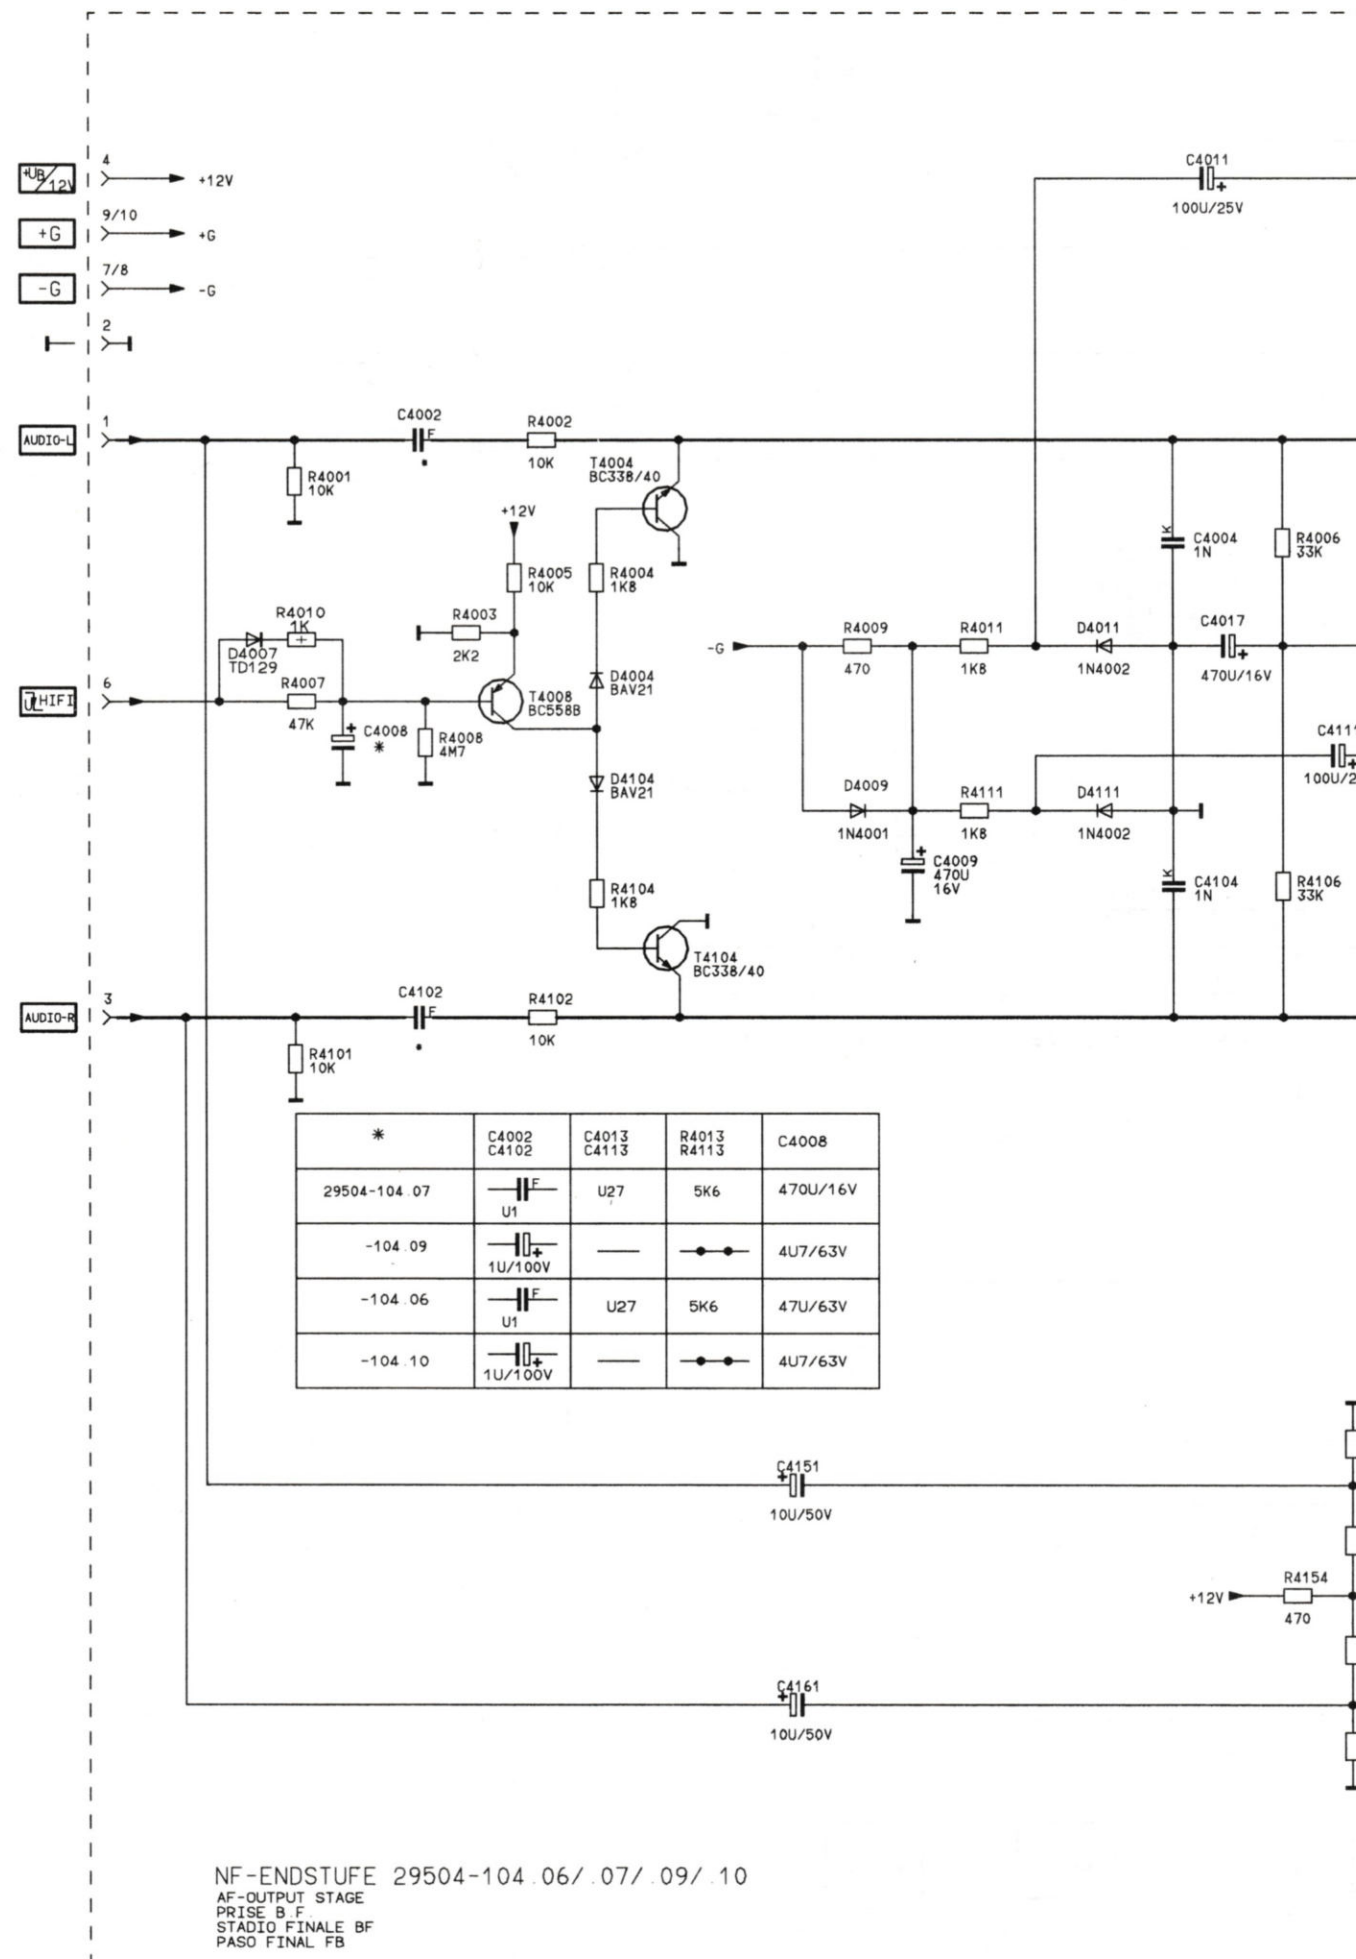 4
+UB/12V
+12V
9/10
+G
+G
7/8
-G
-G
2
C4011
+
100U/25V
1
AUDIO-L
C4002
F
R4002
10K
R4001
10K
T4004
BC338/40
+12V
R4005
10K
R4004
1K8
K
C4004
1N
R4006
33K
R4010
1K
+
D4007
TD129
R4003
2K2
-G
R4009
470
R4011
1K8
D4011
1N4002
C4017
+
470U/16V
6
HIFI
R4007
47K
T4008
BC558B
D4004
BAV21
+
C4008
*
R4008
4M7
C4111
+
100U/2
D4104
BAV21
D4009
1N4001
R4111
1K8
D4111
1N4002
+
C4009
470U
16V
R4104
1K8
K
C4104
1N
R4106
33K
T4104
BC338/40
3
AUDIO-R
C4102
F
R4102
10K
R4101
10K
* C4002 C4102 C4013 C4113 R4013 R4113 C4008
29504-104.07 F U1 U27 5K6 470U/16V
-104.09 + 1U/100V 4U7/63V
-104.06 F U1 U27 5K6 47U/63V
-104.10 + 1U/100V 4U7/63V
C4151
+
10U/50V
+12V
R4154
470
C4161
+
10U/50V
NF-ENDSTUFE 29504-104.06/.07/.09/.10
AF-OUTPUT STAGE
PRISE B.F.
STADIO FINALE BF
PASO FINAL FB